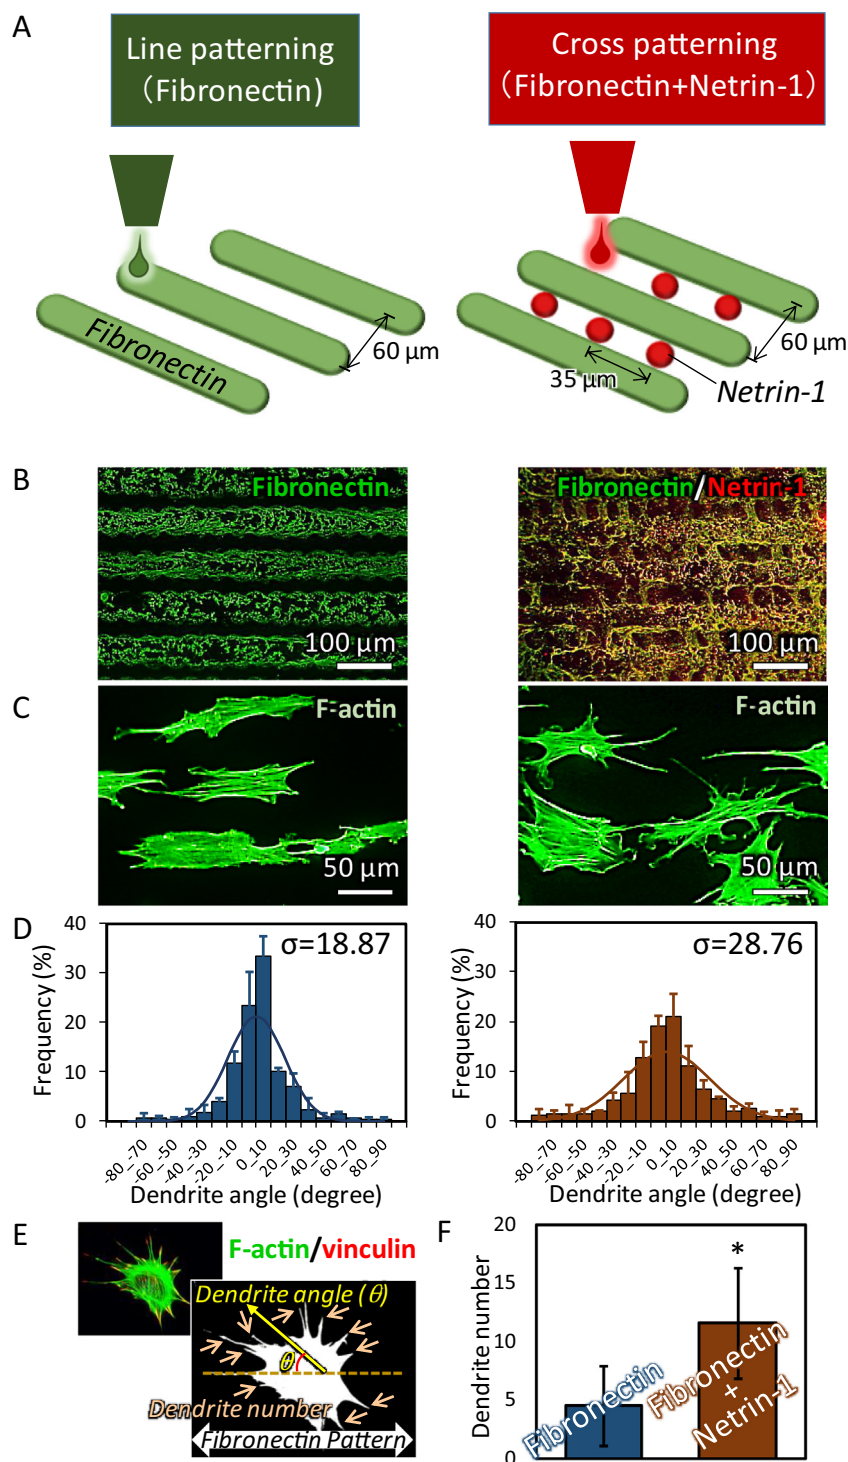 A
Line patterning
(Fibronectin)
Cross patterning
(Fibronectin+Netrin-1)
Fibronectin
60 µm
35 µm
60 µm
Netrin-1
B
Fibronectin
100 µm
Fibronectin/Netrin-1
100 µm
C
F-actin
50 µm
F-actin
50 µm
D
σ=18.87
Frequency (%)
40
30
20
10
0
-80_-70
-60_-50
-40_-30
-20_-10
0_10
20_30
40_50
60_70
80_90
Dendrite angle (degree)
σ=28.76
Frequency (%)
40
30
20
10
0
-80_-70
-60_-50
-40_-30
-20_-10
0_10
20_30
40_50
60_70
80_90
Dendrite angle (degree)
E
F-actin/vinculin
Dendrite angle (θ)
θ
Dendrite number
Fibronectin Pattern
F
Dendrite number
20
15
10
5
0
*
Fibronectin
Fibronectin
+
Netrin-1